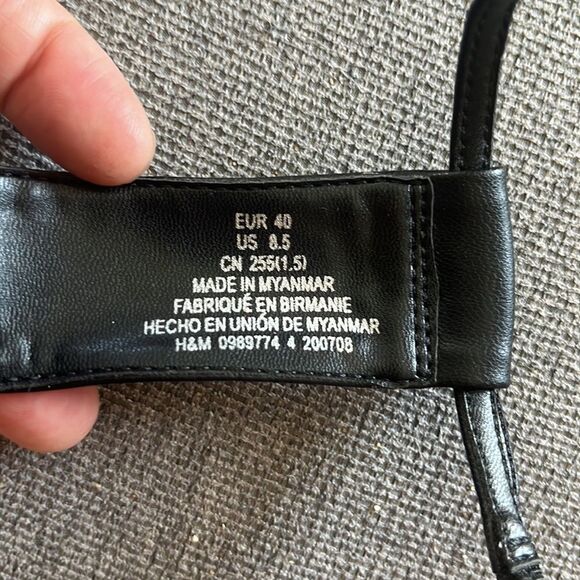 EUR 40
US 8.5
CN 255(1.5)
MADE IN MYANMAR
FABRIQUÉ EN BIRMANIE
HECHO EN UNIÓN DE MYANMAR
H&M 0989774 4 200708